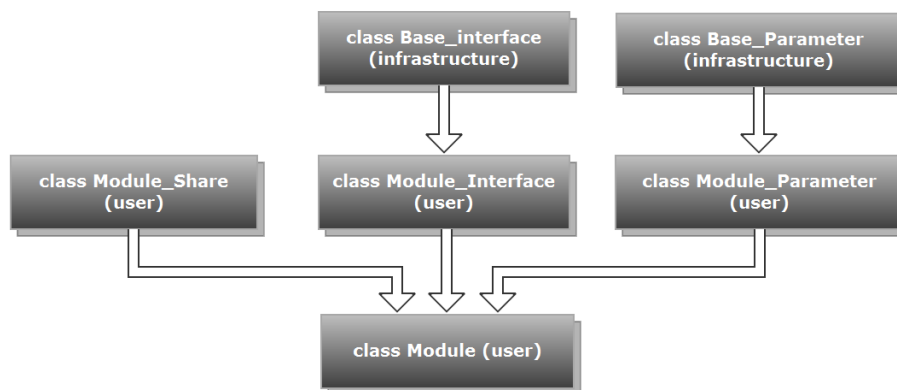 class Base_interface
(infrastructure)
class Base_Parameter
(infrastructure)
class Module_Share
(user)
class Module_Interface
(user)
class Module_Parameter
(user)
class Module (user)